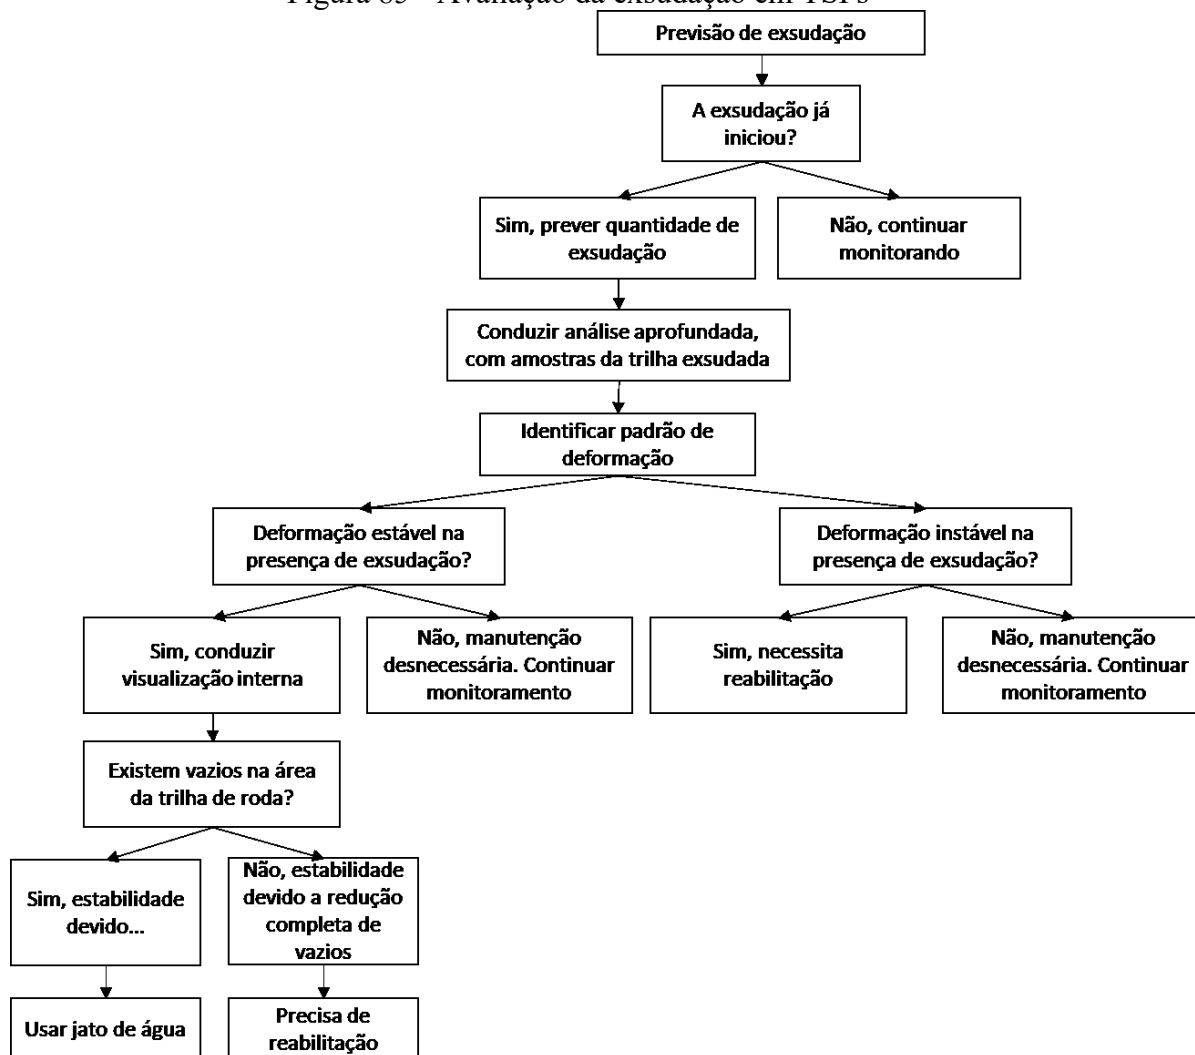 Figura 85 - Avaliação da exsudação em TSPs
Previsão de exsudação
A exsudação já
iniciou?
Sim, prever quantidade de
exsudação
Não, continuar
monitorando
Conduzir análise aprofundada,
com amostras da trilha exsudada
Identificar padrão de
deformação
Deformação estável na
presença de exsudação?
Deformação instável na
presença de exsudação?
Sim, conduzir
visualização interna
Não, manutenção
desnecessária. Continuar
monitoramento
Sim, necessita
reabilitação
Não, manutenção
desnecessária. Continuar
monitoramento
Existem vazios na área
da trilha de roda?
Sim, estabilidade
devido...
Não, estabilidade
devido a redução
completa de
vazios
Usar jato de água
Precisa de
reabilitação